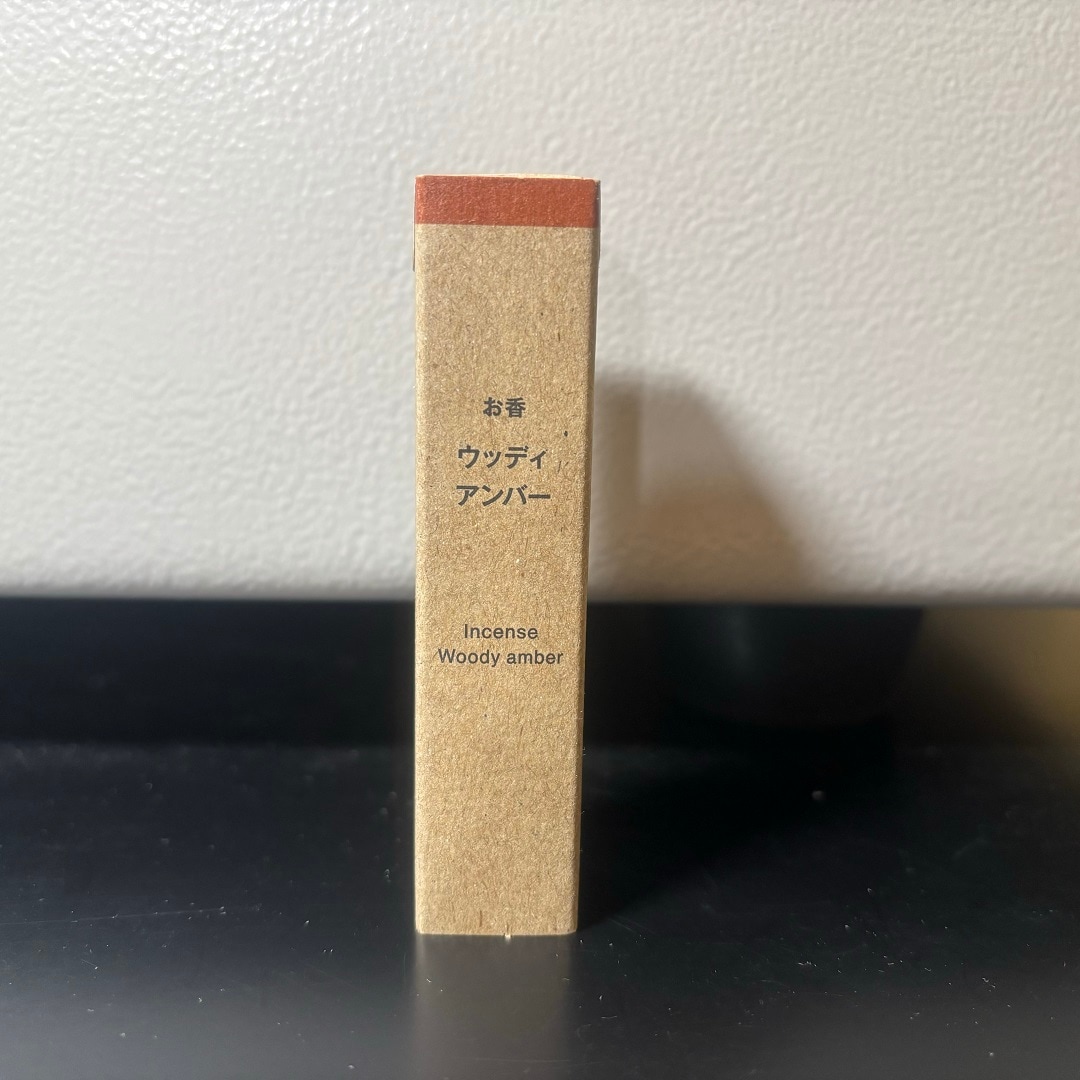 お香
ウッディ
アンバー
Incense
Woody amber